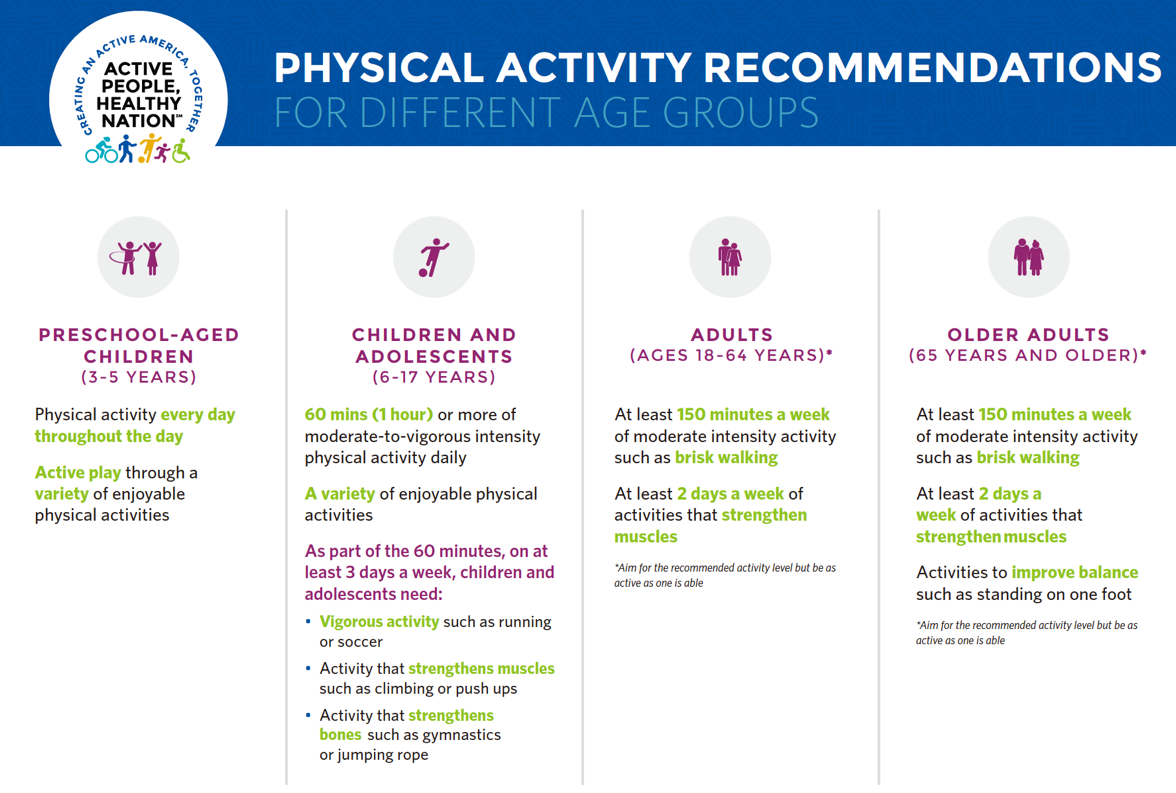 CREATING AN ACTIVE AMERICA, TOGETHER
ACTIVE
PEOPLE,
HEALTHY
NATION℠
PHYSICAL ACTIVITY RECOMMENDATIONS
FOR DIFFERENT AGE GROUPS
PRESCHOOL-AGED
CHILDREN
(3-5 YEARS)
Physical activity every day
throughout the day
Active play through a
variety of enjoyable
physical activities
CHILDREN AND
ADOLESCENTS
(6-17 YEARS)
60 mins (1 hour) or more of
moderate-to-vigorous intensity
physical activity daily
A variety of enjoyable physical
activities
As part of the 60 minutes, on at
least 3 days a week, children and
adolescents need:
• Vigorous activity such as running
or soccer
• Activity that strengthens muscles
such as climbing or push ups
• Activity that strengthens
bones such as gymnastics
or jumping rope
ADULTS
(AGES 18-64 YEARS)*
At least 150 minutes a week
of moderate intensity activity
such as brisk walking
At least 2 days a week of
activities that strengthen
muscles
*Aim for the recommended activity level but be as
active as one is able
OLDER ADULTS
(65 YEARS AND OLDER)*
At least 150 minutes a week
of moderate intensity activity
such as brisk walking
At least 2 days a
week of activities that
strengthen muscles
Activities to improve balance
such as standing on one foot
*Aim for the recommended activity level but be as
active as one is able